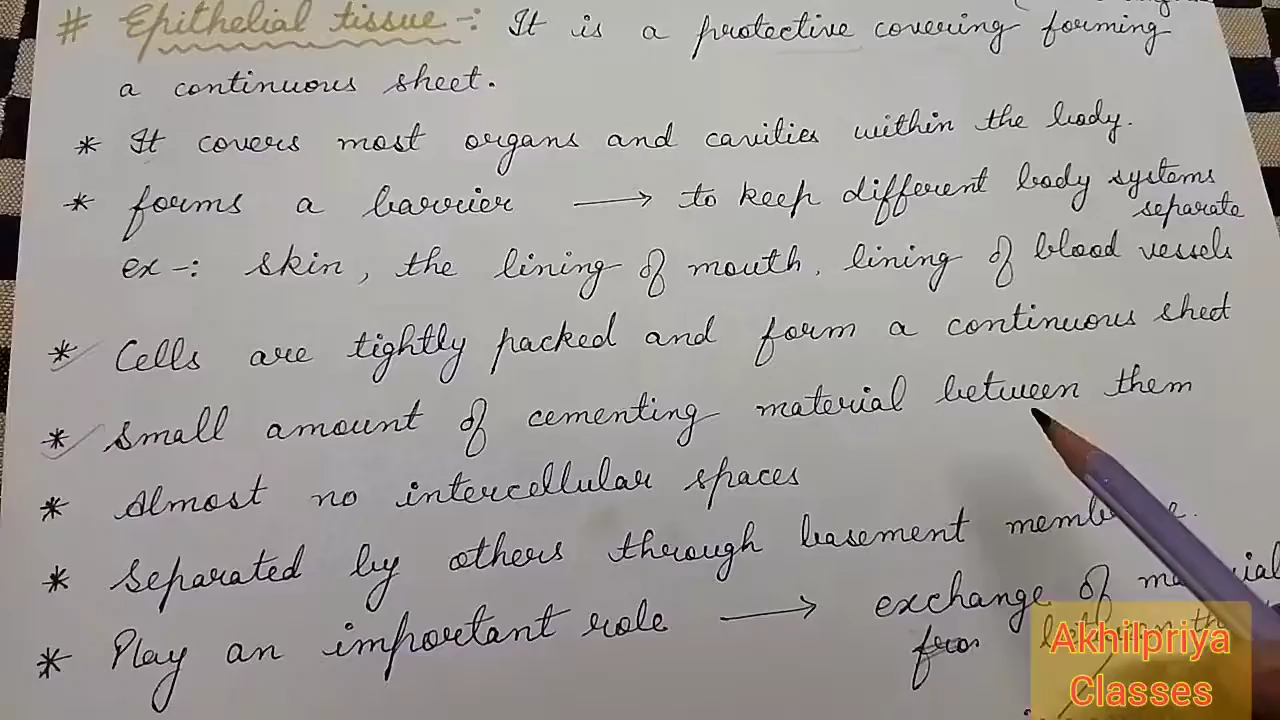 # Epithelial tissue -: It is a protective covering forming
a continuous sheet.
* It covers most organs and cavities within the body.
* forms a barrier → to keep different body systems
separate
ex -: skin, the lining of mouth, lining of blood vessels
* Cells are tightly packed and form a continuous sheet
* Small amount of cementing material between them
* Almost no intercellular spaces
* Separated by others through basement
* Play an important role → exchange of
Akhilpriya
Classes